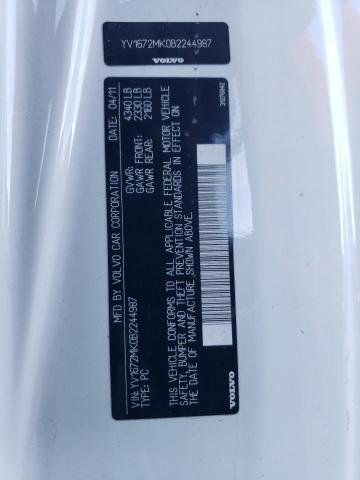 YV1672MK0B2244987
VOLVO
MFD BY VOLVO CAR CORPORATION DATE: 04/11
GVWR: 4340 LB
GAWR FRONT: 2330 LB
GAWR REAR: 2160 LB
VIN: YV1672MK0B2244987
TYPE: PC
THIS VEHICLE CONFORMS TO ALL APPLICABLE FEDERAL MOTOR VEHICLE
SAFETY, BUMPER AND THEFT PREVENTION STANDARDS IN EFFECT ON
THE DATE OF MANUFACTURE SHOWN ABOVE.
VOLVO